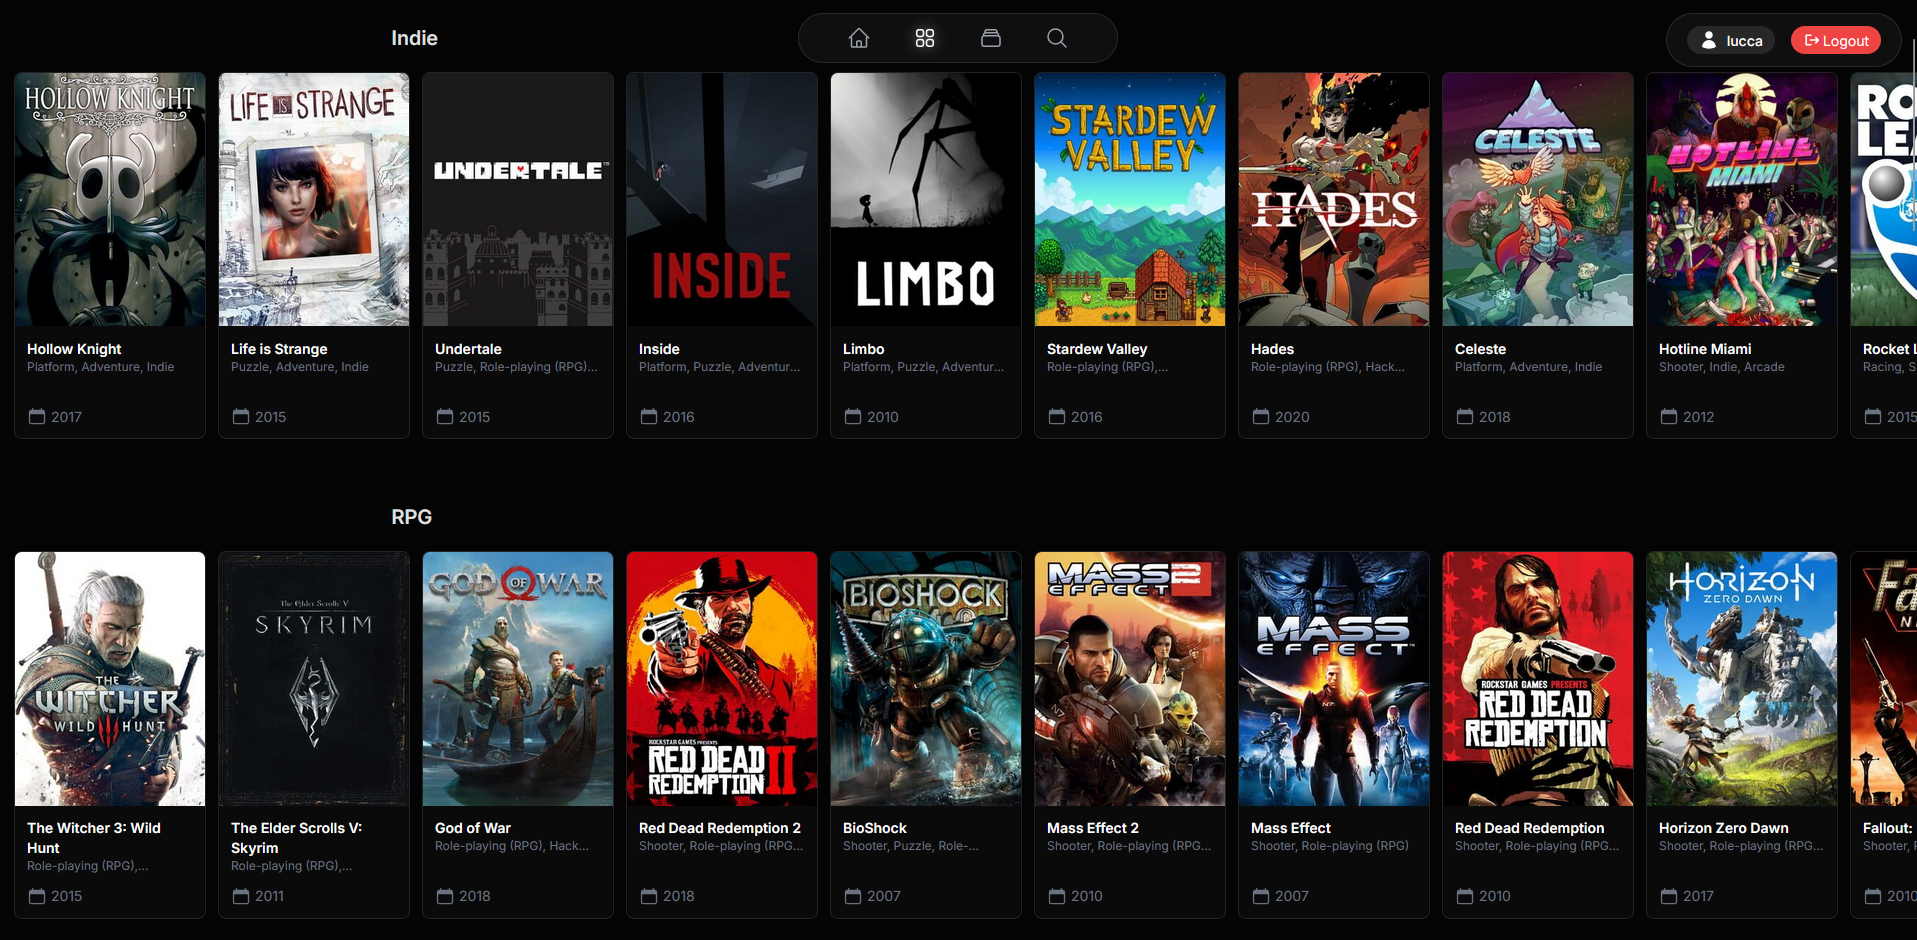 Indie
lucca
Logout
HOLLOW KNIGHT
LIFE IS STRANGE
UNDERTALE™
INSIDE
LIMBO
STARDEW VALLEY
HADES
CELESTE
HOTLINE MIAMI
Hollow Knight
Platform, Adventure, Indie
2017
Life is Strange
Puzzle, Adventure, Indie
2015
Undertale
Puzzle, Role-playing (RPG)...
2015
Inside
Platform, Puzzle, Adventur...
2016
Limbo
Platform, Puzzle, Adventur...
2010
Stardew Valley
Role-playing (RPG),...
2016
Hades
Role-playing (RPG), Hack...
2020
Celeste
Platform, Adventure, Indie
2018
Hotline Miami
Shooter, Indie, Arcade
2012
Rocket
Racing,
2015
RPG
THE WITCHER WILD HUNT
The Elder Scrolls V
SKYRIM
GOD OF WAR
ROCKSTAR GAMES PRESENTS
RED DEAD REDEMPTION II
BIOSHOCK
MASS EFFECT 2
MASS EFFECT™
N7
ROCKSTAR GAMES PRESENTS
RED DEAD REDEMPTION
HORIZON
ZERO DAWN
The Witcher 3: Wild
Hunt
Role-playing (RPG),...
2015
The Elder Scrolls V:
Skyrim
Role-playing (RPG),...
2011
God of War
Role-playing (RPG), Hack...
2018
Red Dead Redemption 2
Shooter, Role-playing (RPG...
2018
BioShock
Shooter, Puzzle, Role-...
2007
Mass Effect 2
Shooter, Role-playing (RPG...
2010
Mass Effect
Shooter, Role-playing (RPG)
2007
Red Dead Redemption
Shooter, Role-playing (RPG...
2010
Horizon Zero Dawn
Shooter, Role-playing (RPG...
2017
Fallout:
Shooter,
2010